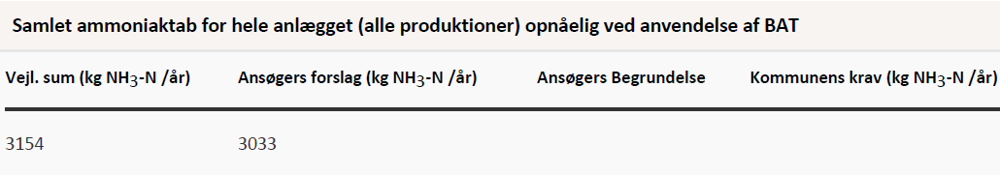 Samlet ammoniaktab for hele anlægget (alle produktioner) opnåelig ved anvendelse af BAT
Vejl. sum (kg NH3-N /år) Ansøgers forslag (kg NH3-N /år) Ansøgers Begrundelse Kommunens krav (kg NH3-N /år)
3154 3033